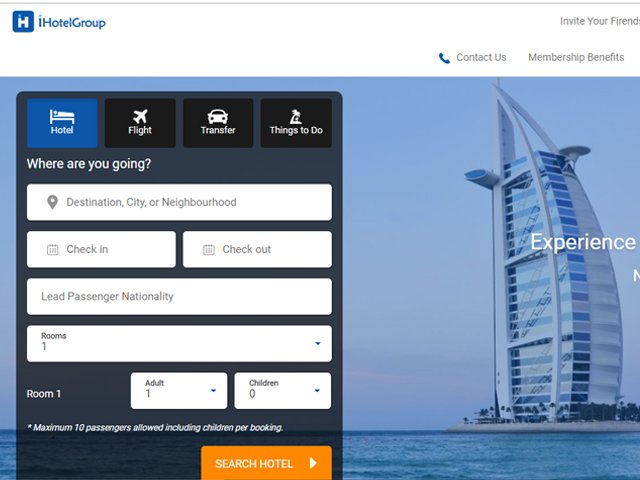 iHotelGroup
Invite Your Firends
Contact Us
Membership Benefits
Hotel
Flight
Transfer
Things to Do
Where are you going?
Destination, City, or Neighbourhood
Check in
Check out
Lead Passenger Nationality
Rooms
1
Room 1
Adult
1
Children
0
* Maximum 10 passengers allowed including children per booking.
SEARCH HOTEL
Experience
N